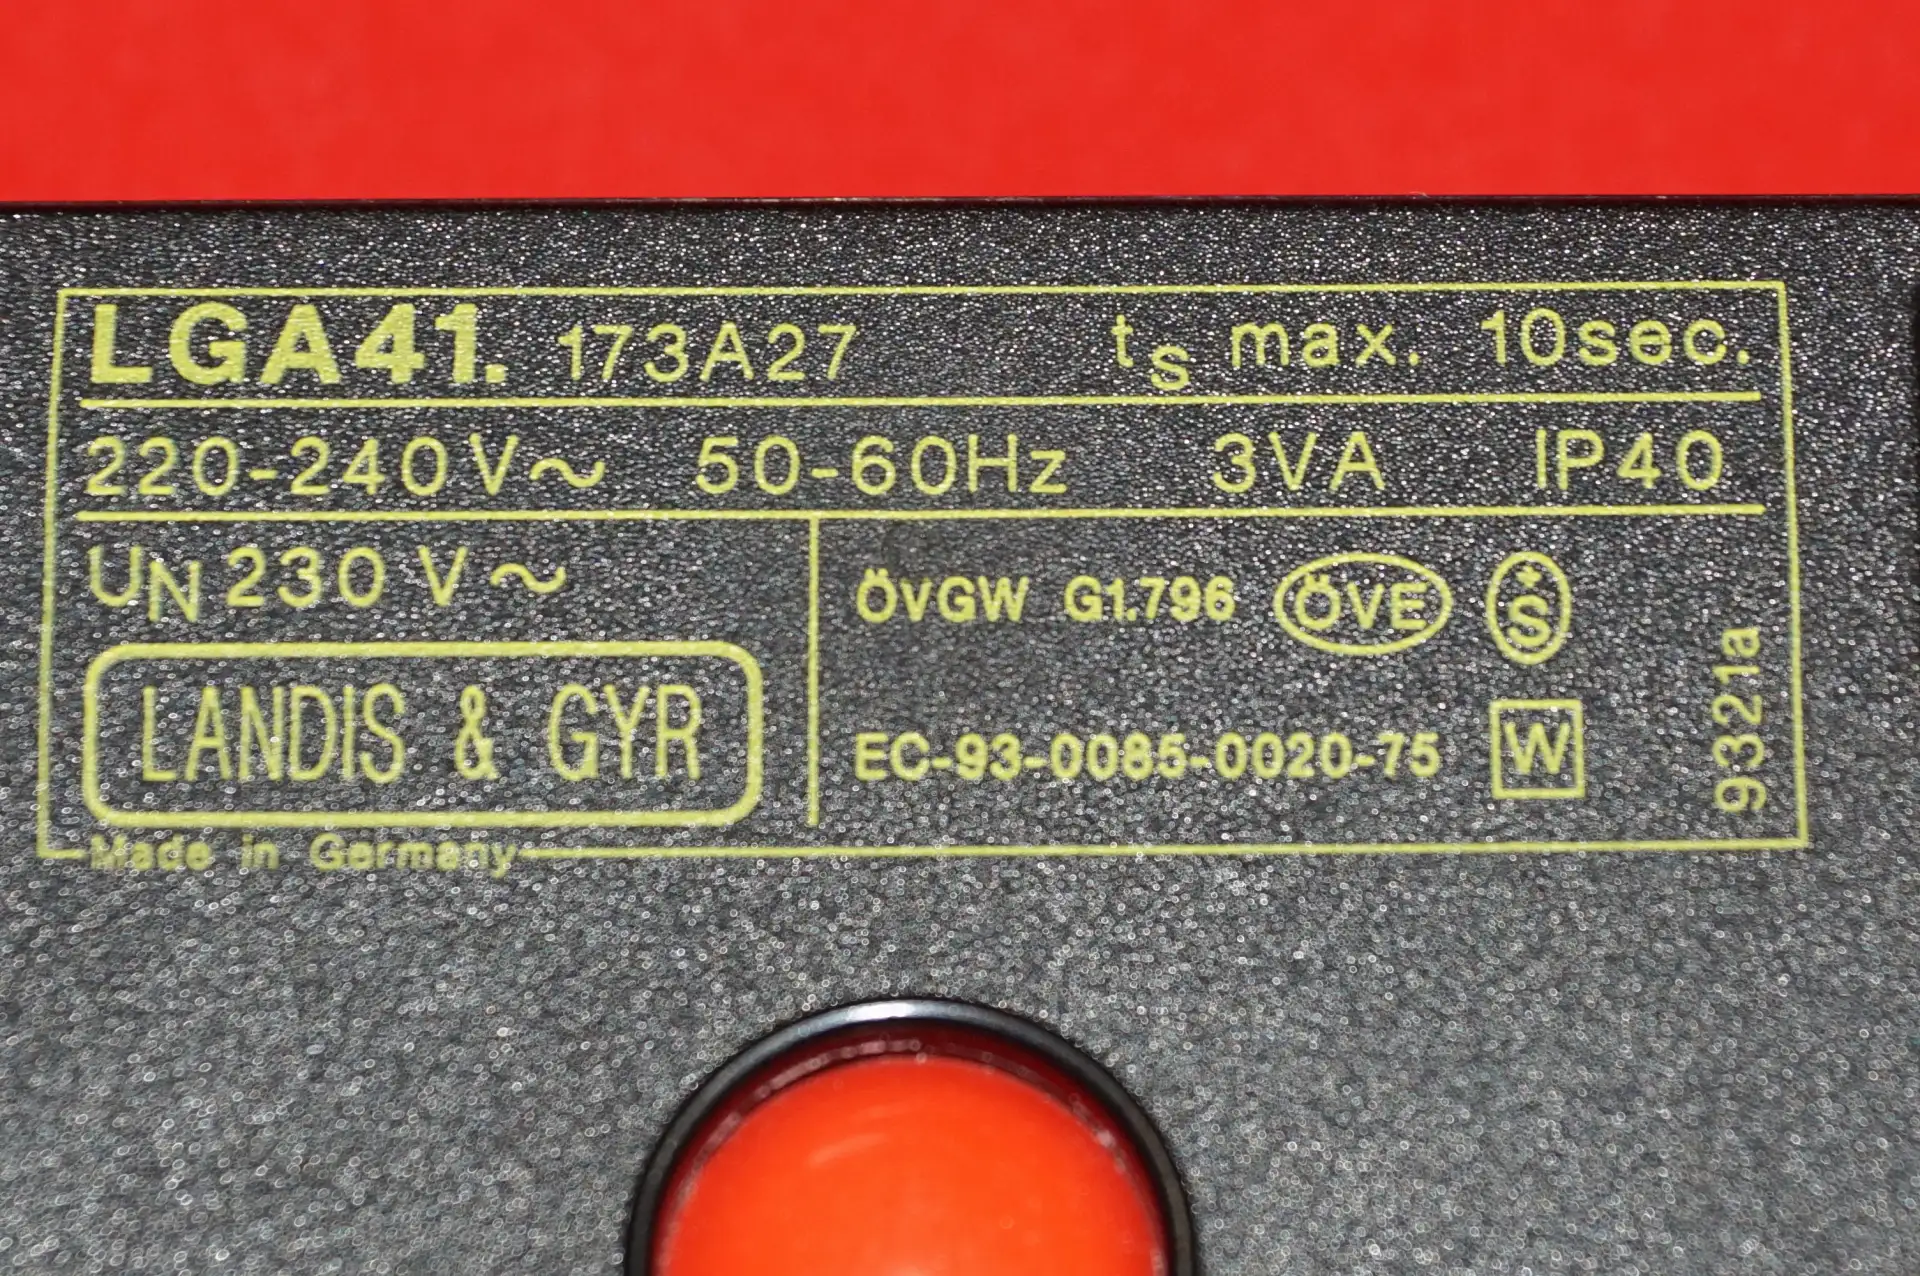 LGA41. 173A27 ts max. 10sec.
220-240V~ 50-60Hz 3VA IP40
UN 230V~
LANDIS & GYR
Made in Germany
ÖVGW G1.796 ÖVE +S
EC-93-0085-0020-75 W
9321a